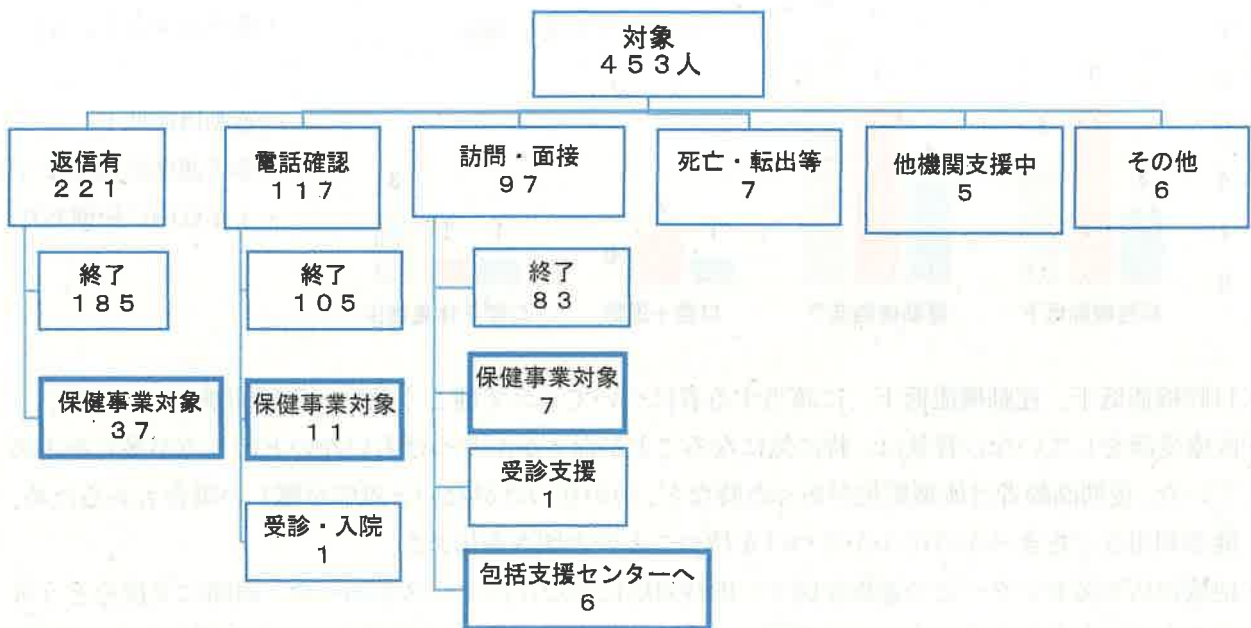 対象
４５３人
返信有
２２１
電話確認
１１７
訪問・面接
９７
死亡・転出等
７
他機関支援中
５
その他
６
終了
１８５
終了
１０５
終了
８３
保健事業対象
３７
保健事業対象
１１
保健事業対象
７
受診・入院
１
受診支援
１
包括支援センターへ
６